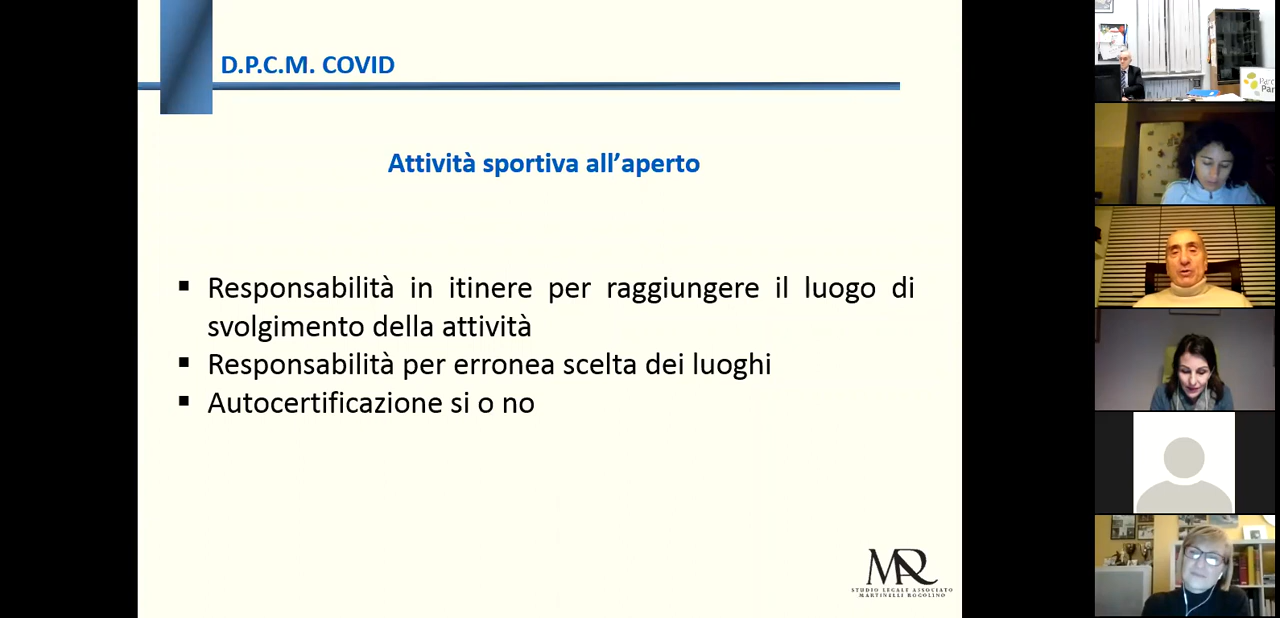 D.P.C.M. COVID
Attività sportiva all’aperto
▪ Responsabilità in itinere per raggiungere il luogo di
svolgimento della attività
▪ Responsabilità per erronea scelta dei luoghi
▪ Autocertificazione si o no
MR
STUDIO LEGALE ASSOCIATO
MARTINELLI ROGOLINO